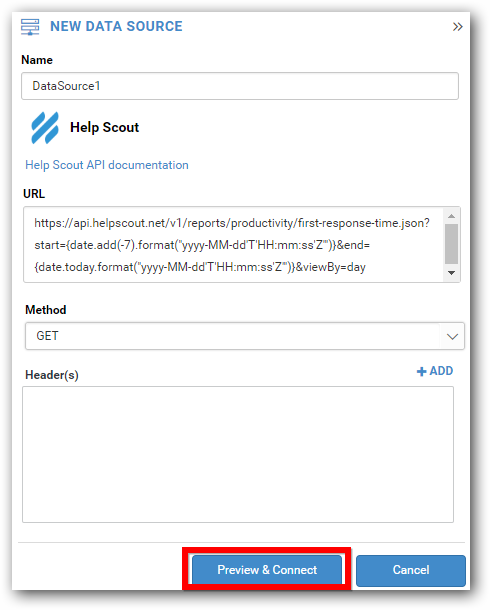 NEW DATA SOURCE
Name
DataSource1
Help Scout
Help Scout API documentation
URL
https://api.helpscout.net/v1/reports/productivity/first-response-time.json?
start={date.add(-7).format("yyyy-MM-dd'T'HH:mm:ss'Z'")}&end=
{date.today.format("yyyy-MM-dd'T'HH:mm:ss'Z'")}&viewBy=day
Method
GET
Header(s)
ADD
Preview & Connect
Cancel